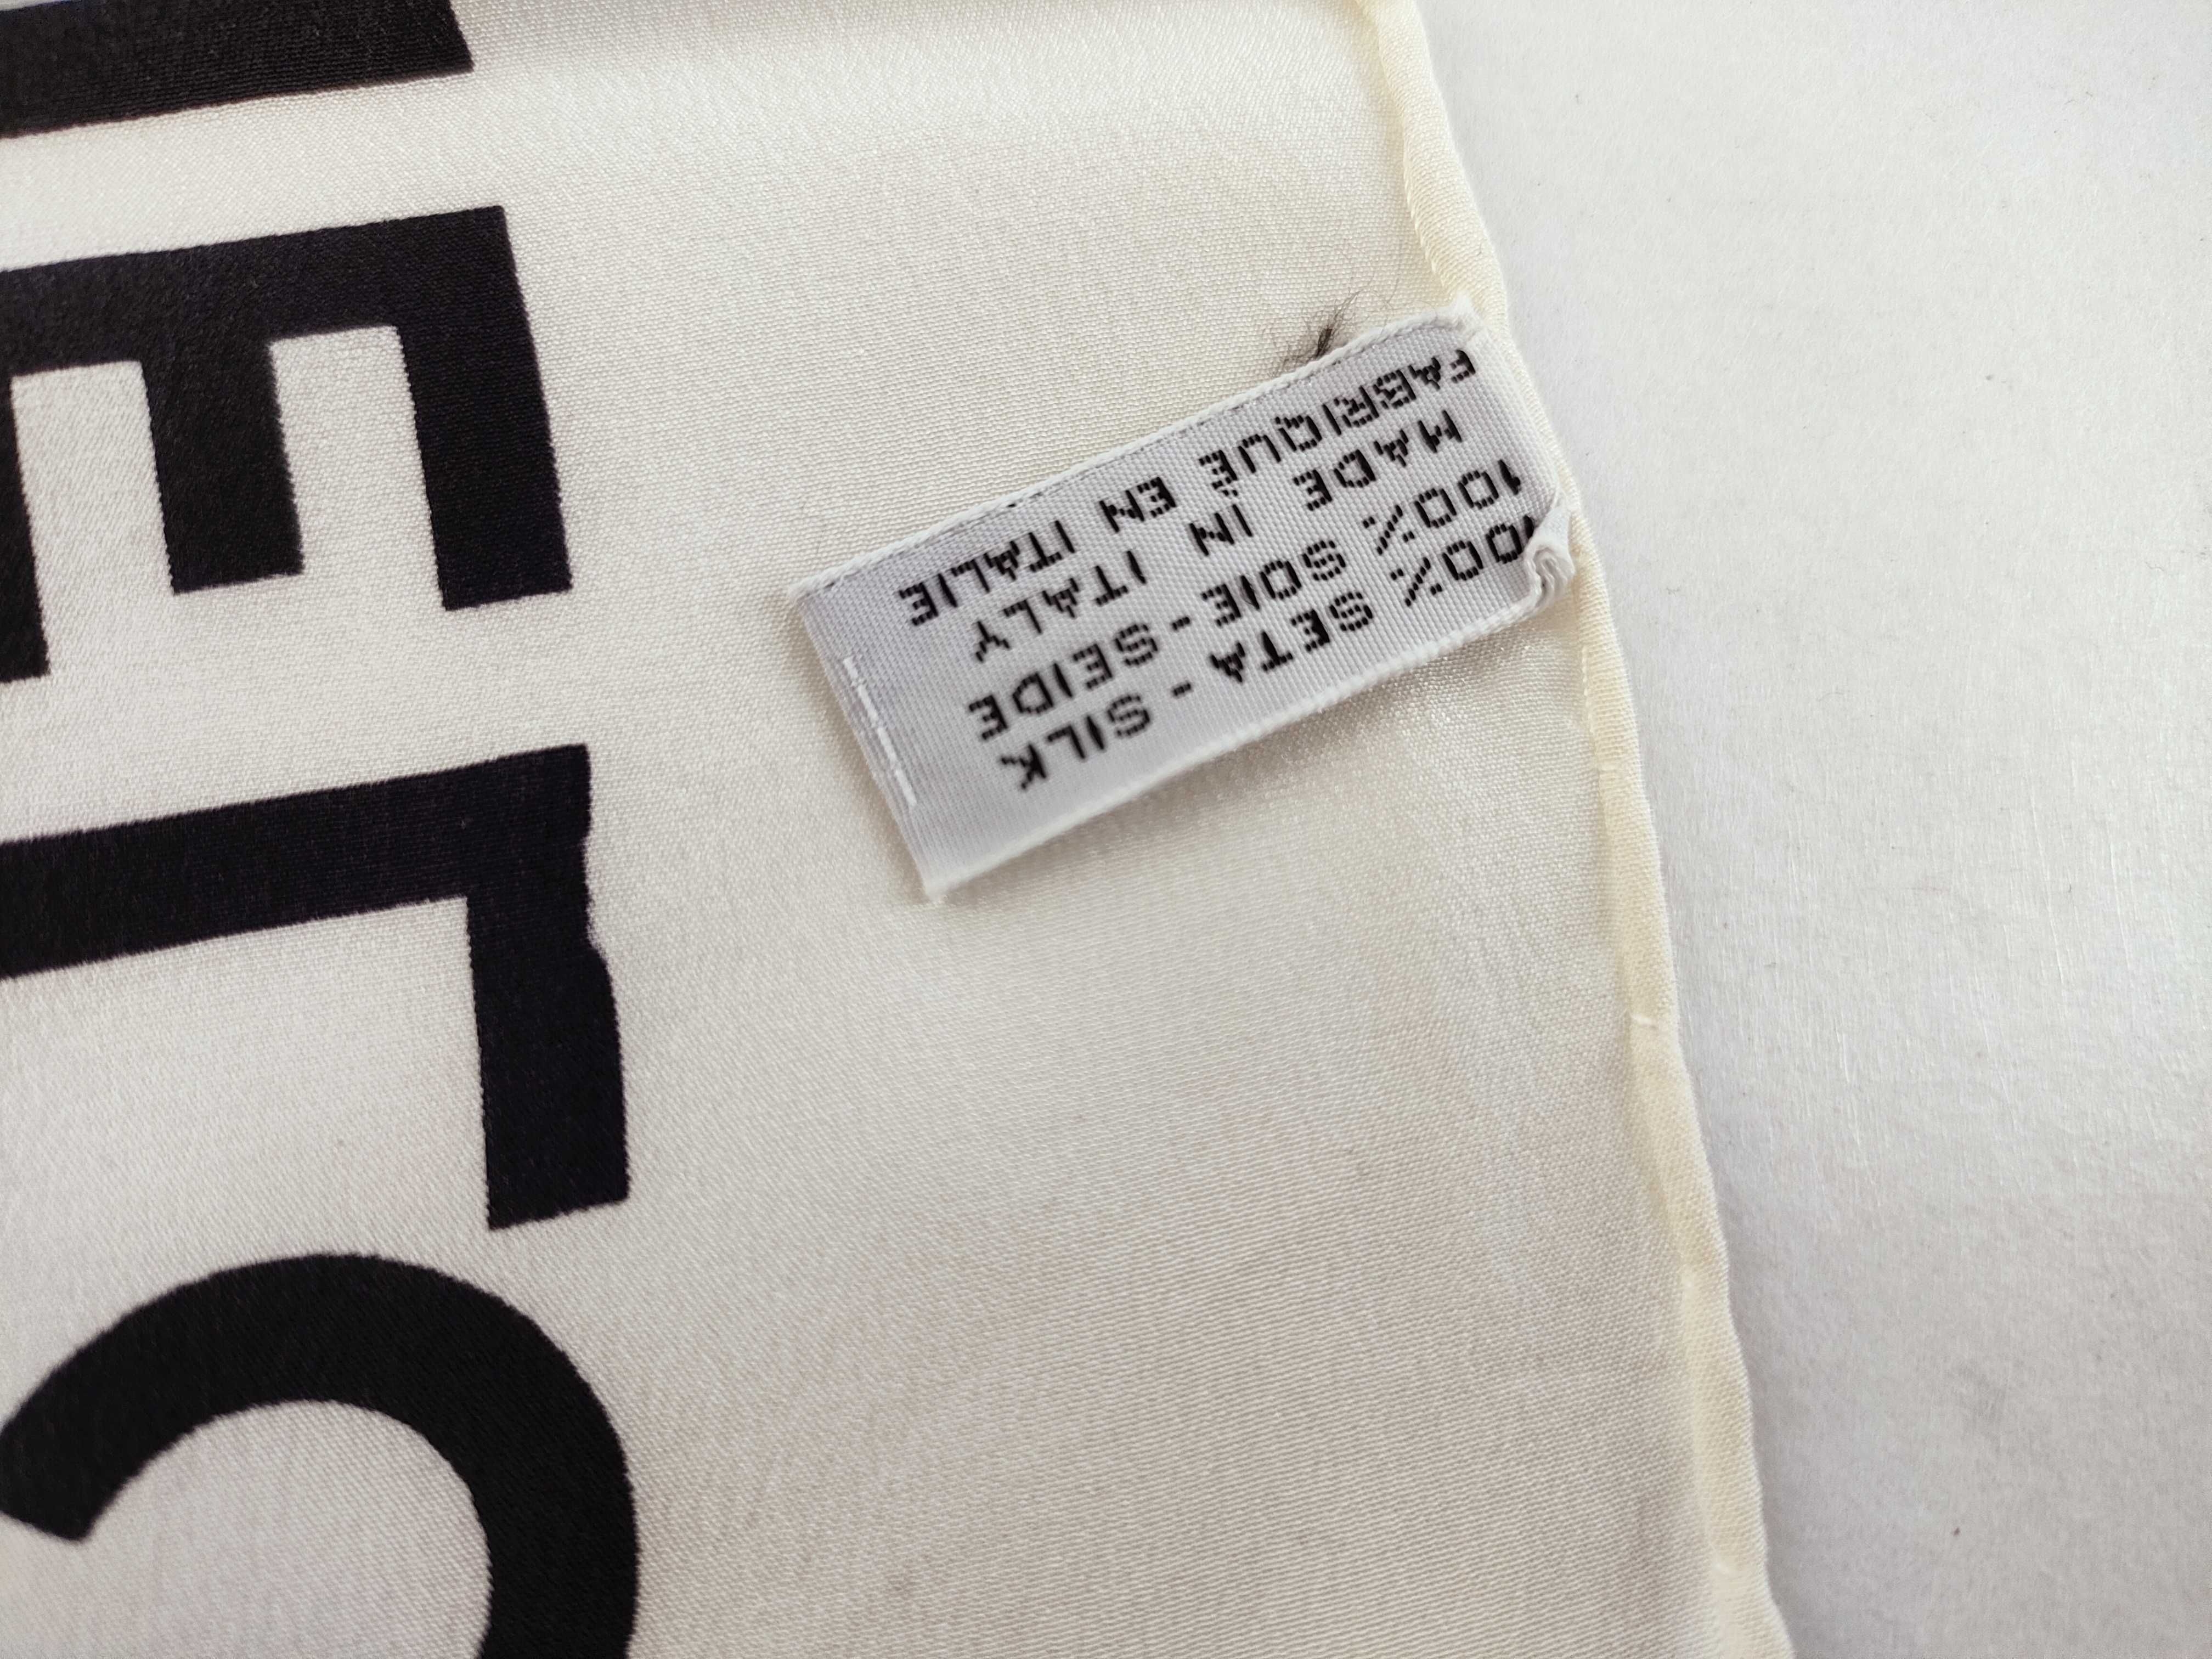 100% SETA - SILK
100% SOIE - SEIDE
MADE IN ITALY
FABRIQUE EN ITALIE